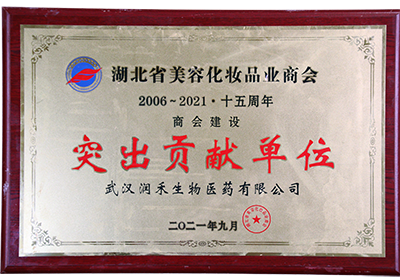 湖北省美容化妆品业商会
2006~2021·十五周年
商会建设
突出贡献单位
武汉润禾生物医药有限公司
二〇二一年九月